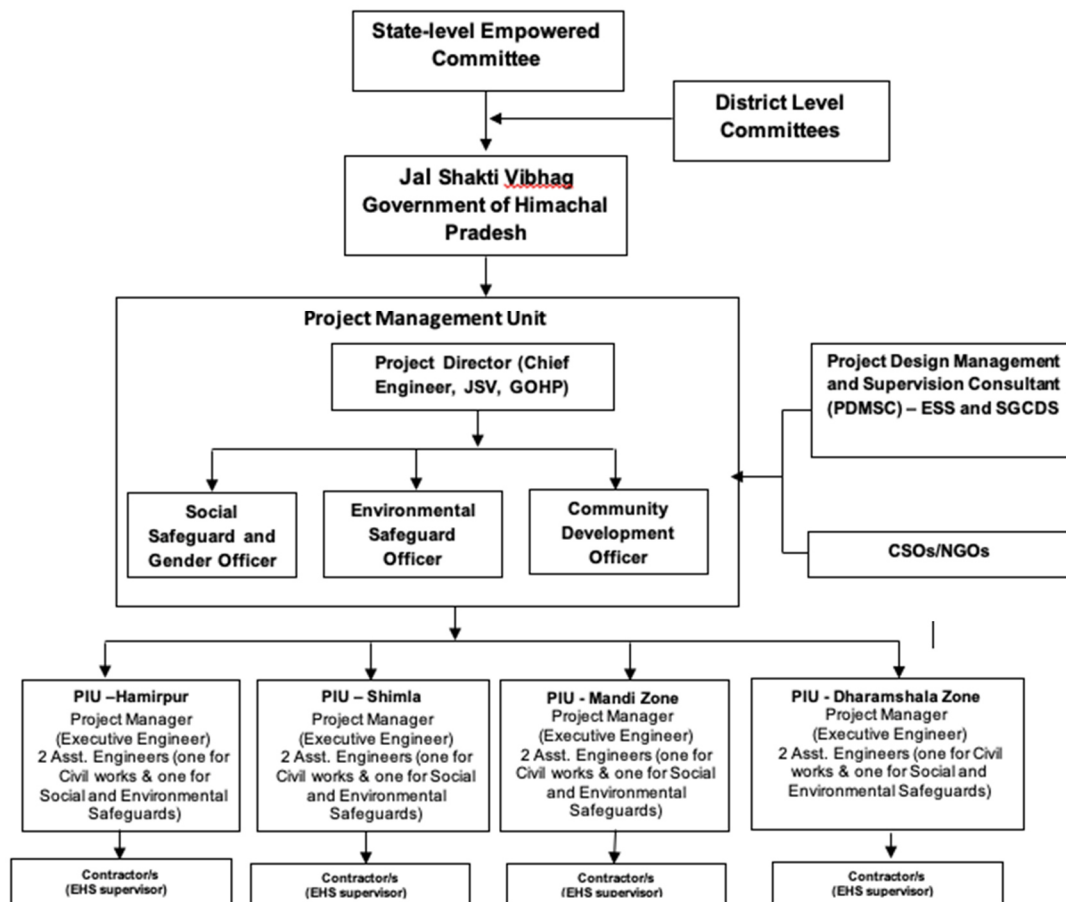 State-level Empowered
Committee
District Level
Committees
Jal Shakti Vibhag
Government of Himachal
Pradesh
Project Management Unit
Project Director (Chief
Engineer, JSV, GOHP)
Project Design Management
and Supervision Consultant
(PDMSC) – ESS and SGCDS
Social
Safeguard and
Gender Officer
Environmental
Safeguard
Officer
Community
Development
Officer
CSOs/NGOs
PIU –Hamirpur
Project Manager
(Executive Engineer)
2 Asst. Engineers (one for
Civil works & one for
Social and Environmental
Safeguards)
PIU – Shimla
Project Manager
(Executive Engineer)
2 Asst. Engineers (one for
Civil works & one for Social
and Environmental
Safeguards)
PIU - Mandi Zone
Project Manager
(Executive Engineer)
2 Asst. Engineers (one for
Civil works & one for Social
and Environmental
Safeguards)
PIU - Dharamshala Zone
Project Manager
(Executive Engineer)
2 Asst. Engineers (one for Civil
works & one for Social and
Environmental Safeguards)
Contractor/s
(EHS supervisor)
Contractor/s
(EHS supervisor)
Contractor/s
(EHS supervisor)
Contractor/s
(EHS supervisor)